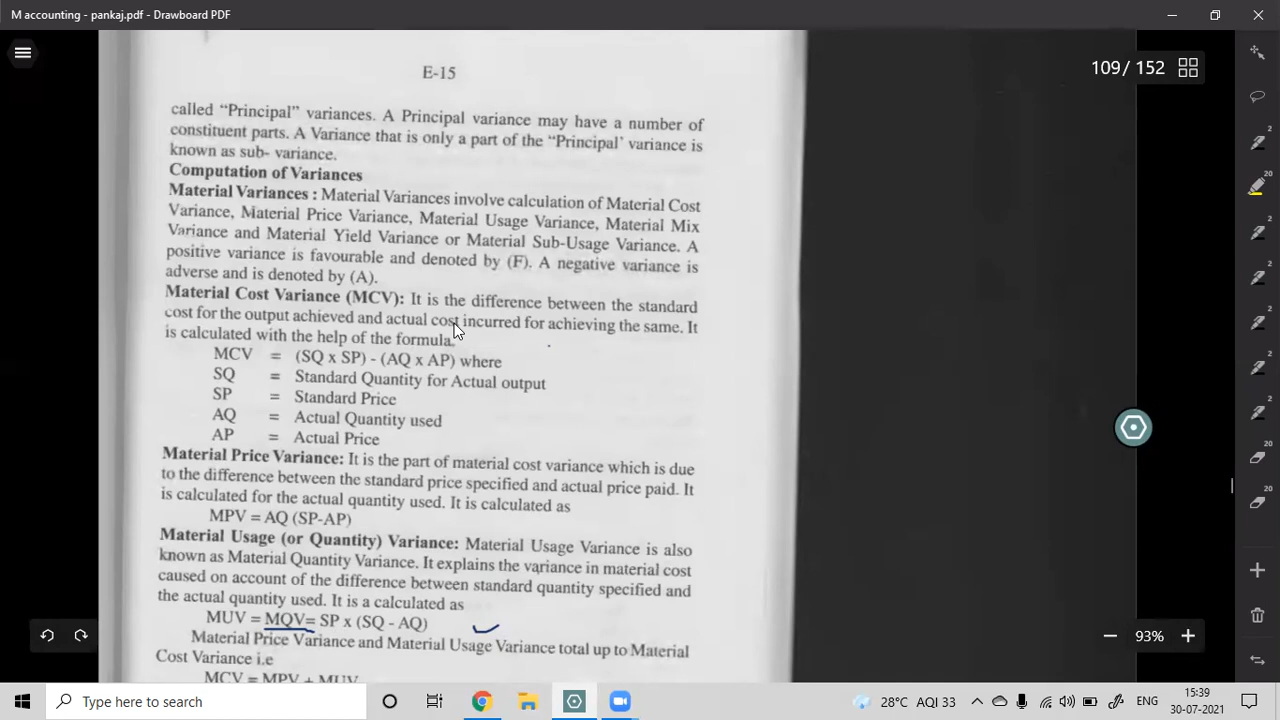 M accounting - pankaj.pdf - Drawboard PDF
109 / 152
E-15
called “Principal” variances. A Principal variance may have a number of
constituent parts. A Variance that is only a part of the “Principal’ variance is
known as sub- variance.
Computation of Variances
Material Variances : Material Variances involve calculation of Material Cost
Variance, Material Price Variance, Material Usage Variance, Material Mix
Variance and Material Yield Variance or Material Sub-Usage Variance. A
positive variance is favourable and denoted by (F). A negative variance is
adverse and is denoted by (A).
Material Cost Variance (MCV): It is the difference between the standard
cost for the output achieved and actual cost incurred for achieving the same. It
is calculated with the help of the formula.
MCV = (SQ x SP) - (AQ x AP) where
SQ = Standard Quantity for Actual output
SP = Standard Price
AQ = Actual Quantity used
AP = Actual Price
Material Price Variance: It is the part of material cost variance which is due
to the difference between the standard price specified and actual price paid. It
is calculated for the actual quantity used. It is calculated as
MPV = AQ (SP-AP)
Material Usage (or Quantity) Variance: Material Usage Variance is also
known as Material Quantity Variance. It explains the variance in material cost
caused on account of the difference between standard quantity specified and
the actual quantity used. It is a calculated as
MUV = MQV= SP x (SQ - AQ)
Material Price Variance and Material Usage Variance total up to Material
Cost Variance i.e
MCV = MPV + MUV
2
20
2
2
2
2
2
20
93%
Type here to search
28°C AQI 33
ENG
15:39
30-07-2021